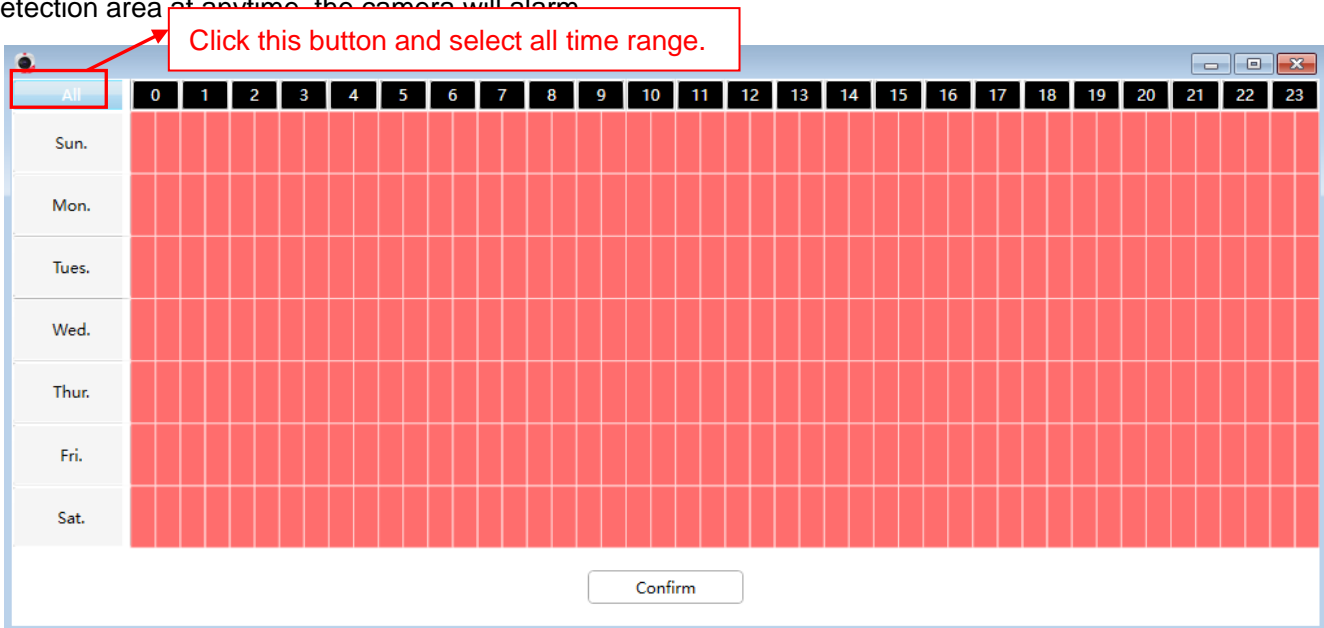 etection area at anytime, the camera will alarm
Click this button and select all time range.
All 0 1 2 3 4 5 6 7 8 9 10 11 12 13 14 15 16 17 18 19 20 21 22 23
Sun.
Mon.
Tues.
Wed.
Thur.
Fri.
Sat.
Confirm